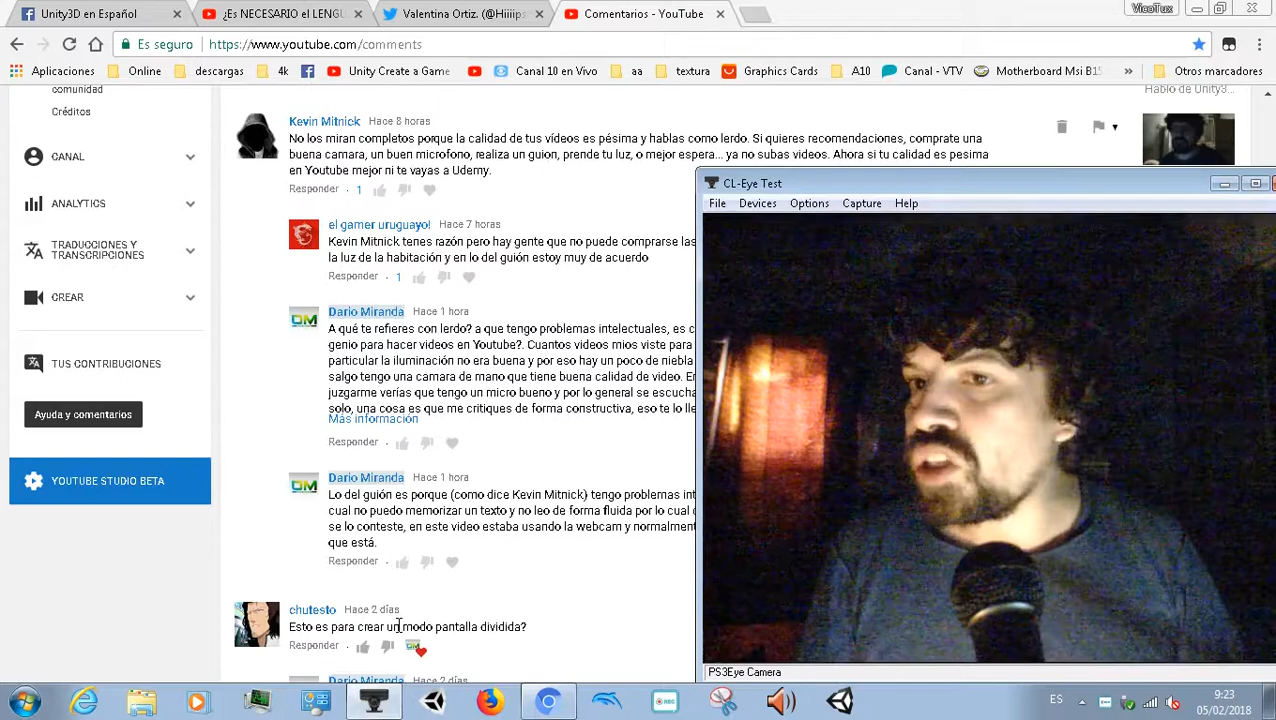 Unity3D en Español
¿Es NECESARIO el LENGU
Valentina Ortiz. (@Hiiiips
Comentarios - YouTube
VicoTux
Es seguro
https://www.youtube.com/comments
Aplicaciones
Online
descargas
4k
Unity Create a Game
Canal 10 en Vivo
aa
textura
Graphics Cards
A10
Canal - VTV
Motherboard Msi B15
»
Otros marcadores
comunidad
Créditos
CANAL
ANALYTICS
TRADUCCIONES Y
TRANSCRIPCIONES
CREAR
TUS CONTRIBUCIONES
Ayuda y comentarios
YOUTUBE STUDIO BETA
Hablo de Unity3...
Kevin Mitnick Hace 8 horas
No los miran completos porque la calidad de tus vídeos es pésima y hablas como lerdo. Si quieres recomendaciones, comprate una
buena camara, un buen microfono, realiza un guion, prende tu luz, o mejor espera... ya no subas videos. Ahora si tu calidad es pesima
en Youtube mejor ni te vayas a Udemy.
Responder · 1
el gamer uruguayo! Hace 7 horas
Kevin Mitnick tenes razón pero hay gente que no puede comprarse las
la luz de la habitación y en lo del guión estoy muy de acuerdo
Responder · 1
Dario Miranda Hace 1 hora
A qué te refieres con lerdo? a que tengo problemas intelectuales, es c
genio para hacer videos en Youtube?. Cuantos videos mios viste para
particular la iluminación no era buena y por eso hay un poco de niebla
salgo tengo una camara de mano que tiene buena calidad de video. En
juzgarme verías que tengo un micro bueno y por lo general se escucha
solo, una cosa es que me critiques de forma constructiva, eso te lo lle
Más información
Responder
Dario Miranda Hace 1 hora
Lo del guión es porque (como dice Kevin Mitnick) tengo problemas int
cual no puedo memorizar un texto y no leo de forma fluida por lo cual
se lo conteste, en este video estaba usando la webcam y normalment
que está.
Responder
chutesto Hace 2 días
Esto es para crear un modo pantalla dividida?
Responder
Dario Miranda Hace 2 días
CL-Eye Test
File Devices Options Capture Help
PS3Eye Camera
REC
ES
9:23
05/02/2018